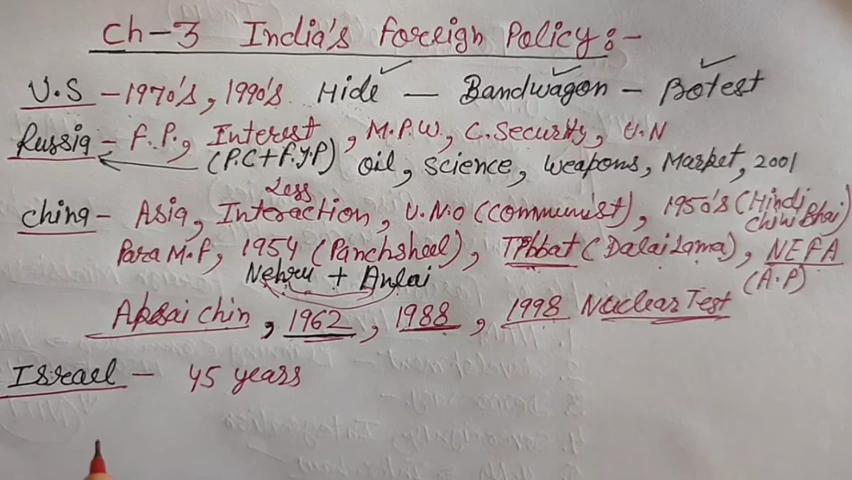 Ch-3 India's Foreign Policy:-
U.S - 1970's, 1990's Hide - Bandwagon - Botest
Russia - F.P., Interest, M.P.W., C.Security, U.N
(P.C + F.Y.P) Oil, Science, Weapons, Market, 2001
Less
China - Asia, Interaction, U.N.O (Communist), 1950's (Hindi Chini Bhai)
Para M.F, 1954 (Panchsheel), Tibbat (Dalai Lama), NEFA
Nehru + Anlai (A.P)
Aksai Chin, 1962, 1988, 1998 Nuclear Test
Israel - 45 years